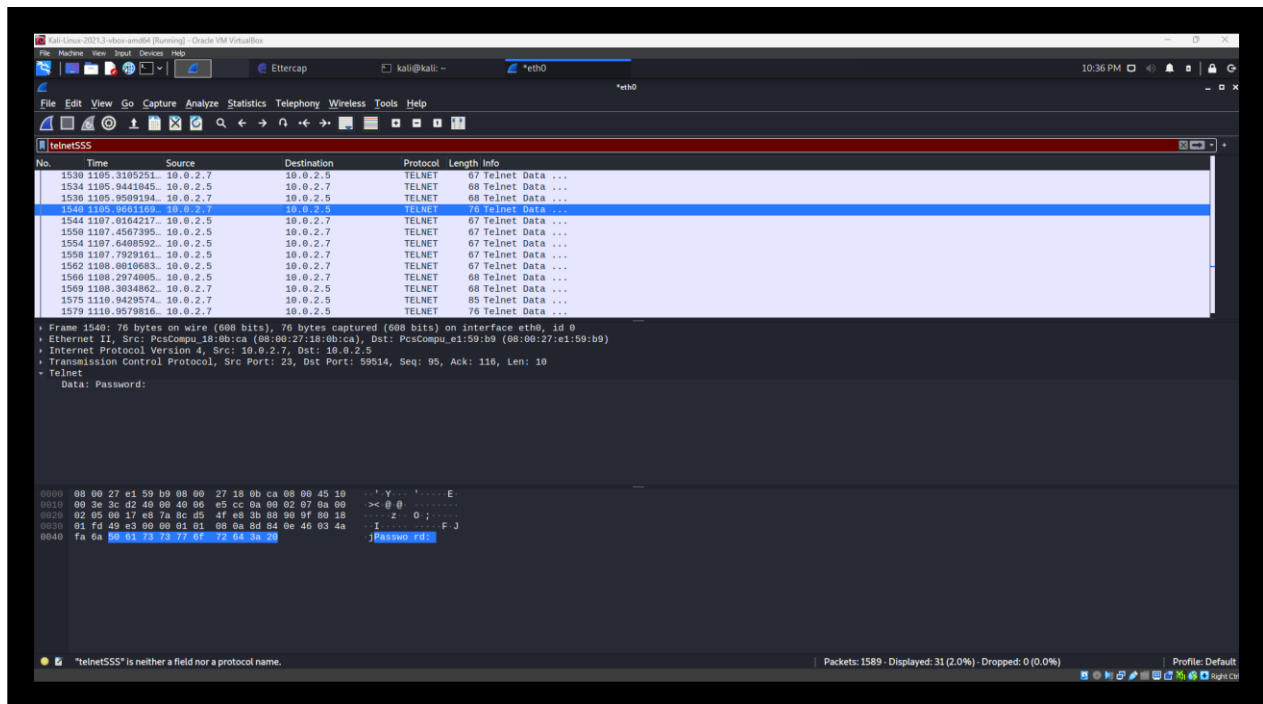 Kali-Linux-2021.3-vbox-amd64 [Running] - Oracle VM VirtualBox
File Machine View Input Devices Help
Ettercap kali@kali: ~ *eth0 10:36 PM
*eth0
File Edit View Go Capture Analyze Statistics Telephony Wireless Tools Help
telnetSSS
No. Time Source Destination Protocol Length Info
1530 1105.3105251… 10.0.2.7 10.0.2.5 TELNET 67 Telnet Data ...
1534 1105.9441045… 10.0.2.5 10.0.2.7 TELNET 68 Telnet Data ...
1536 1105.9509194… 10.0.2.7 10.0.2.5 TELNET 68 Telnet Data ...
1540 1105.9661169… 10.0.2.7 10.0.2.5 TELNET 76 Telnet Data ...
1544 1107.0164217… 10.0.2.5 10.0.2.7 TELNET 67 Telnet Data ...
1550 1107.4567395… 10.0.2.5 10.0.2.7 TELNET 67 Telnet Data ...
1554 1107.6408592… 10.0.2.5 10.0.2.7 TELNET 67 Telnet Data ...
1558 1107.7929161… 10.0.2.5 10.0.2.7 TELNET 67 Telnet Data ...
1562 1108.0010683… 10.0.2.5 10.0.2.7 TELNET 67 Telnet Data ...
1566 1108.2974005… 10.0.2.5 10.0.2.7 TELNET 68 Telnet Data ...
1569 1108.3034862… 10.0.2.7 10.0.2.5 TELNET 68 Telnet Data ...
1575 1110.9429574… 10.0.2.7 10.0.2.5 TELNET 85 Telnet Data ...
1579 1110.9579816… 10.0.2.7 10.0.2.5 TELNET 76 Telnet Data ...
Frame 1540: 76 bytes on wire (608 bits), 76 bytes captured (608 bits) on interface eth0, id 0
Ethernet II, Src: PcsCompu_18:0b:ca (08:00:27:18:0b:ca), Dst: PcsCompu_e1:59:b9 (08:00:27:e1:59:b9)
Internet Protocol Version 4, Src: 10.0.2.7, Dst: 10.0.2.5
Transmission Control Protocol, Src Port: 23, Dst Port: 59514, Seq: 95, Ack: 116, Len: 10
Telnet
Data: Password:
0000 08 00 27 e1 59 b9 08 00 27 18 0b ca 08 00 45 10 ··'·Y··· '·····E·
0010 00 3e 3c d2 40 00 40 06 e5 cc 0a 00 02 07 0a 00 ·><·@·@· ········
0020 02 05 00 17 e8 7a 8c d5 4f e8 3b 88 90 9f 80 18 ·····z·· O·;·····
0030 01 fd 49 e3 00 00 01 01 08 0a 8d 84 0e 46 03 4a ··I····· ·····F·J
0040 fa 6a 50 61 73 73 77 6f 72 64 3a 20 ·jPasswo rd:
"telnetSSS" is neither a field nor a protocol name. Packets: 1589 · Displayed: 31 (2.0%) · Dropped: 0 (0.0%) Profile: Default
Right Ctrl